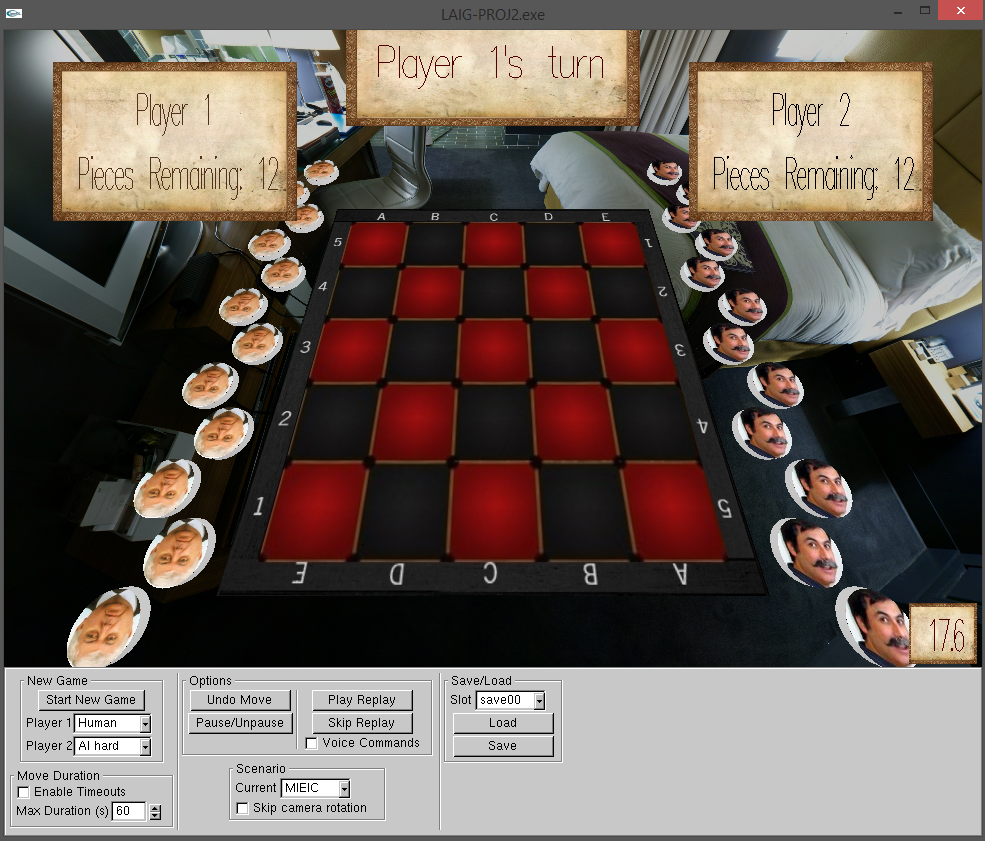 LAIG-PROJ2.exe
Player 1's turn
Player 1
Pieces Remaining: 12
Player 2
Pieces Remaining: 12
A B C D E
5 1
4 2
3 3
2 4
1 5
E D C B A
17.6
New Game
Start New Game
Player 1 Human
Player 2 AI hard
Move Duration
Enable Timeouts
Max Duration (s) 60
Options
Undo Move
Play Replay
Pause/Unpause
Skip Replay
Voice Commands
Scenario
Current MIEIC
Skip camera rotation
Save/Load
Slot save00
Load
Save